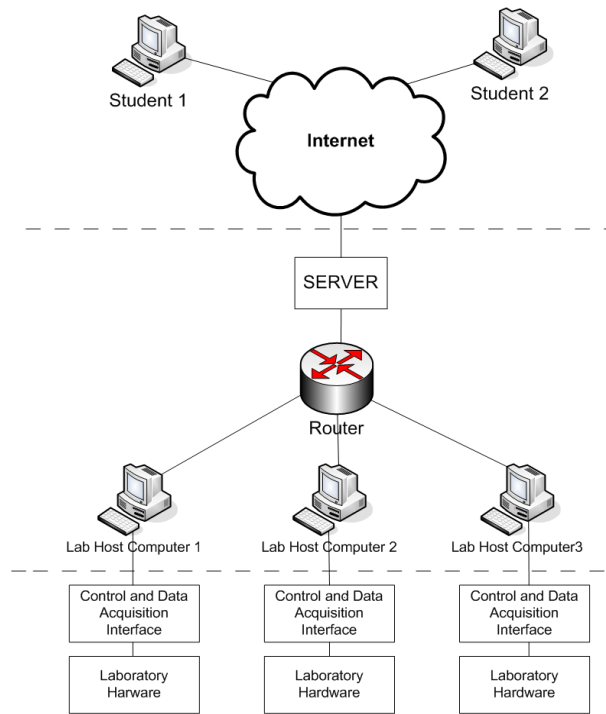 Student 1
Student 2
Internet
SERVER
Router
Lab Host Computer 1
Lab Host Computer 2
Lab Host Computer3
Control and Data
Acquisition
Interface
Control and Data
Acquisition
Interface
Control and Data
Acquisition
Interface
Laboratory
Harware
Laboratory
Hardware
Laboratory
Hardware